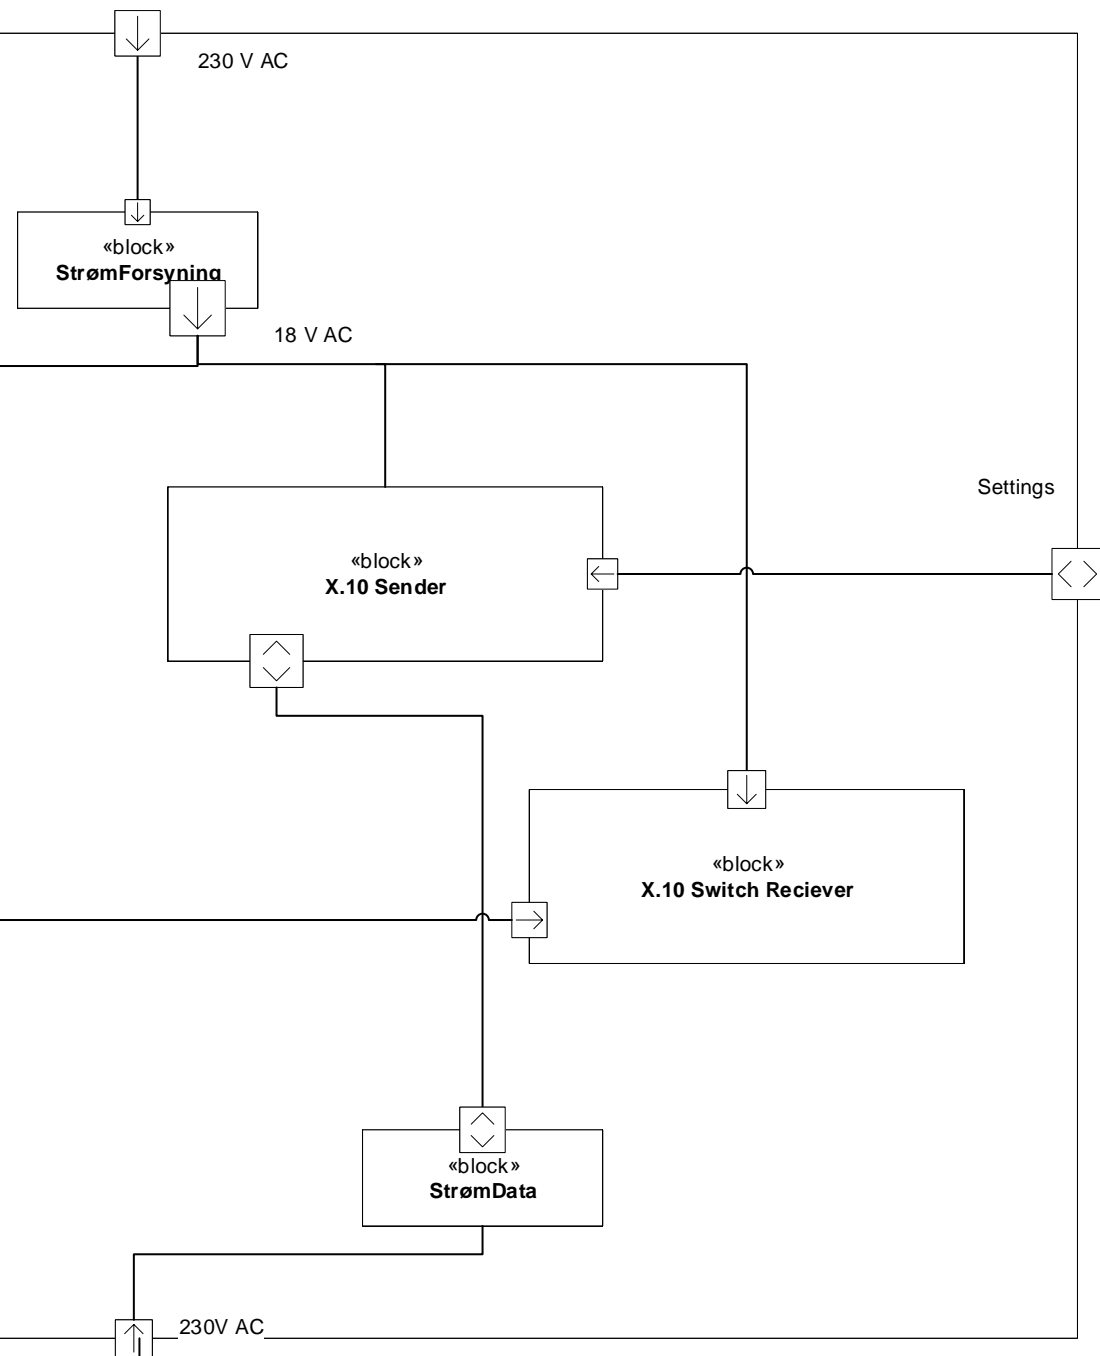 230 V AC
«block»
StrømForsyning
18 V AC
Settings
«block»
X.10 Sender
«block»
X.10 Switch Reciever
«block»
StrømData
230V AC